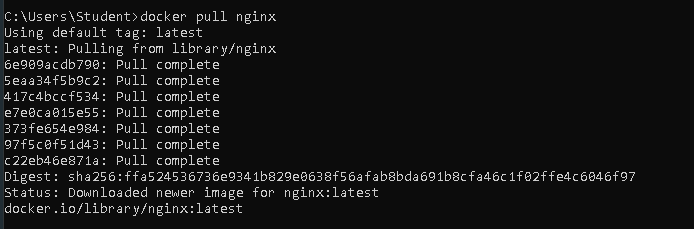 C:\Users\Student>docker pull nginx
Using default tag: latest
latest: Pulling from library/nginx
6e909acdb790: Pull complete
5eaa34f5b9c2: Pull complete
417c4bccf534: Pull complete
e7e0ca015e55: Pull complete
373fe654e984: Pull complete
97f5c0f51d43: Pull complete
c22eb46e871a: Pull complete
Digest: sha256:ffa524536736e9341b829e0638f56afab8bda691b8cfa46c1f02ffe4c6046f97
Status: Downloaded newer image for nginx:latest
docker.io/library/nginx:latest